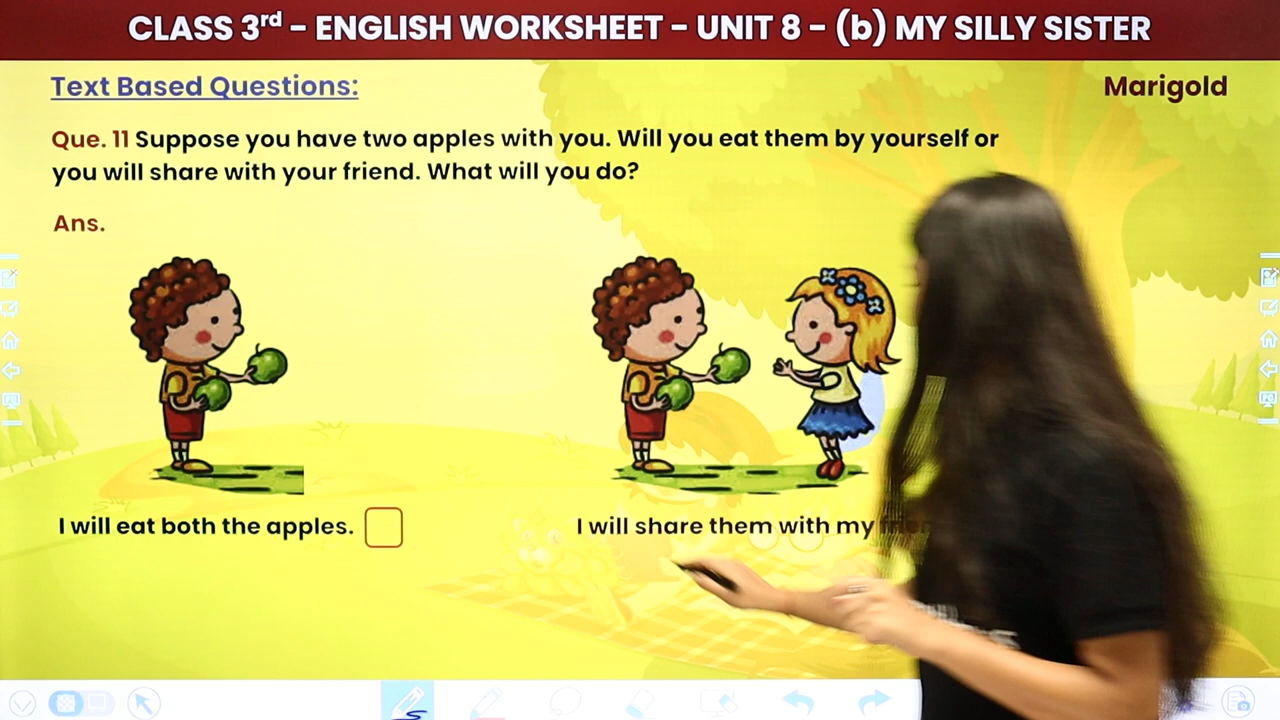 CLASS 3rd – ENGLISH WORKSHEET – UNIT 8 – (b) MY SILLY SISTER
Text Based Questions:
Marigold
Que. 11 Suppose you have two apples with you. Will you eat them by yourself or
you will share with your friend. What will you do?
Ans.
I will eat both the apples.
I will share them with my